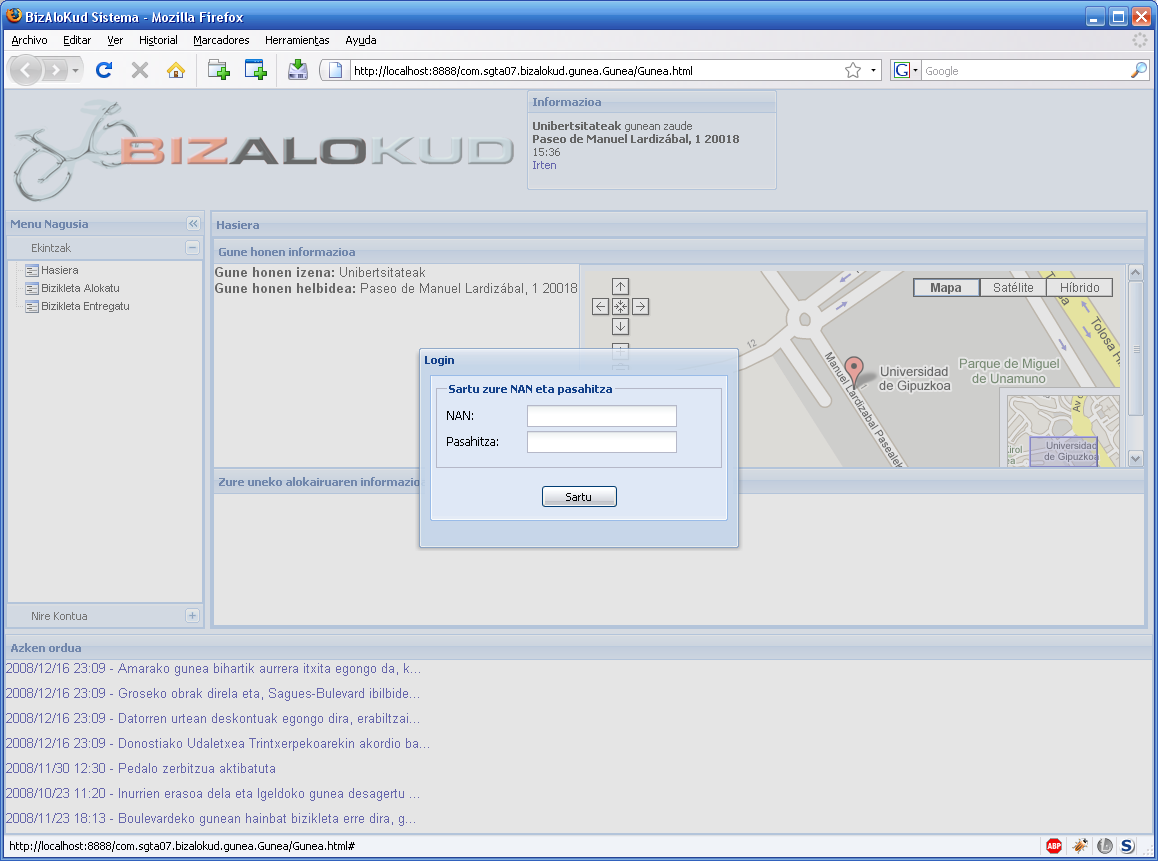 BizAloKud Sistema - Mozilla Firefox
Archivo Editar Ver Historial Marcadores Herramientas Ayuda
http://localhost:8888/com.sgta07.bizalokud.gunea.Gunea/Gunea.html
Google
BIZALOKUD
Informazioa
Unibertsitateak gunean zaude
Paseo de Manuel Lardizábal, 1 20018
15:36
Irten
Menu Nagusia
Ekintzak
Hasiera
Bizikleta Alokatu
Bizikleta Entregatu
Nire Kontua
Hasiera
Gune honen informazioa
Gune honen izena: Unibertsitateak
Gune honen helbidea: Paseo de Manuel Lardizábal, 1 20018
Mapa Satélite Híbrido
12
Manuel Lardizabal Pasealek
Universidad de Gipuzkoa
Parque de Miguel de Unamuno
Tolosa H
Av
irol
Universidad de Gipuzkoa
Login
Sartu zure NAN eta pasahitza
NAN:
Pasahitza:
Sartu
Zure uneko alokairuaren informazio
Azken ordua
2008/12/16 23:09 - Amarako gunea bihartik aurrera itxita egongo da, k...
2008/12/16 23:09 - Groseko obrak direla eta, Sagues-Bulevard ibilbide...
2008/12/16 23:09 - Datorren urtean deskontuak egongo dira, erabiltzai...
2008/12/16 23:09 - Donostiako Udaletxea Trintxerpekoarekin akordio ba...
2008/11/30 12:30 - Pedalo zerbitzua aktibatuta
2008/10/23 11:20 - Inurrien erasoa dela eta Igeldoko gunea desagertu ...
2008/11/23 18:13 - Boulevardeko gunean hainbat bizikleta erre dira, g...
http://localhost:8888/com.sgta07.bizalokud.gunea.Gunea/Gunea.html#
ABP